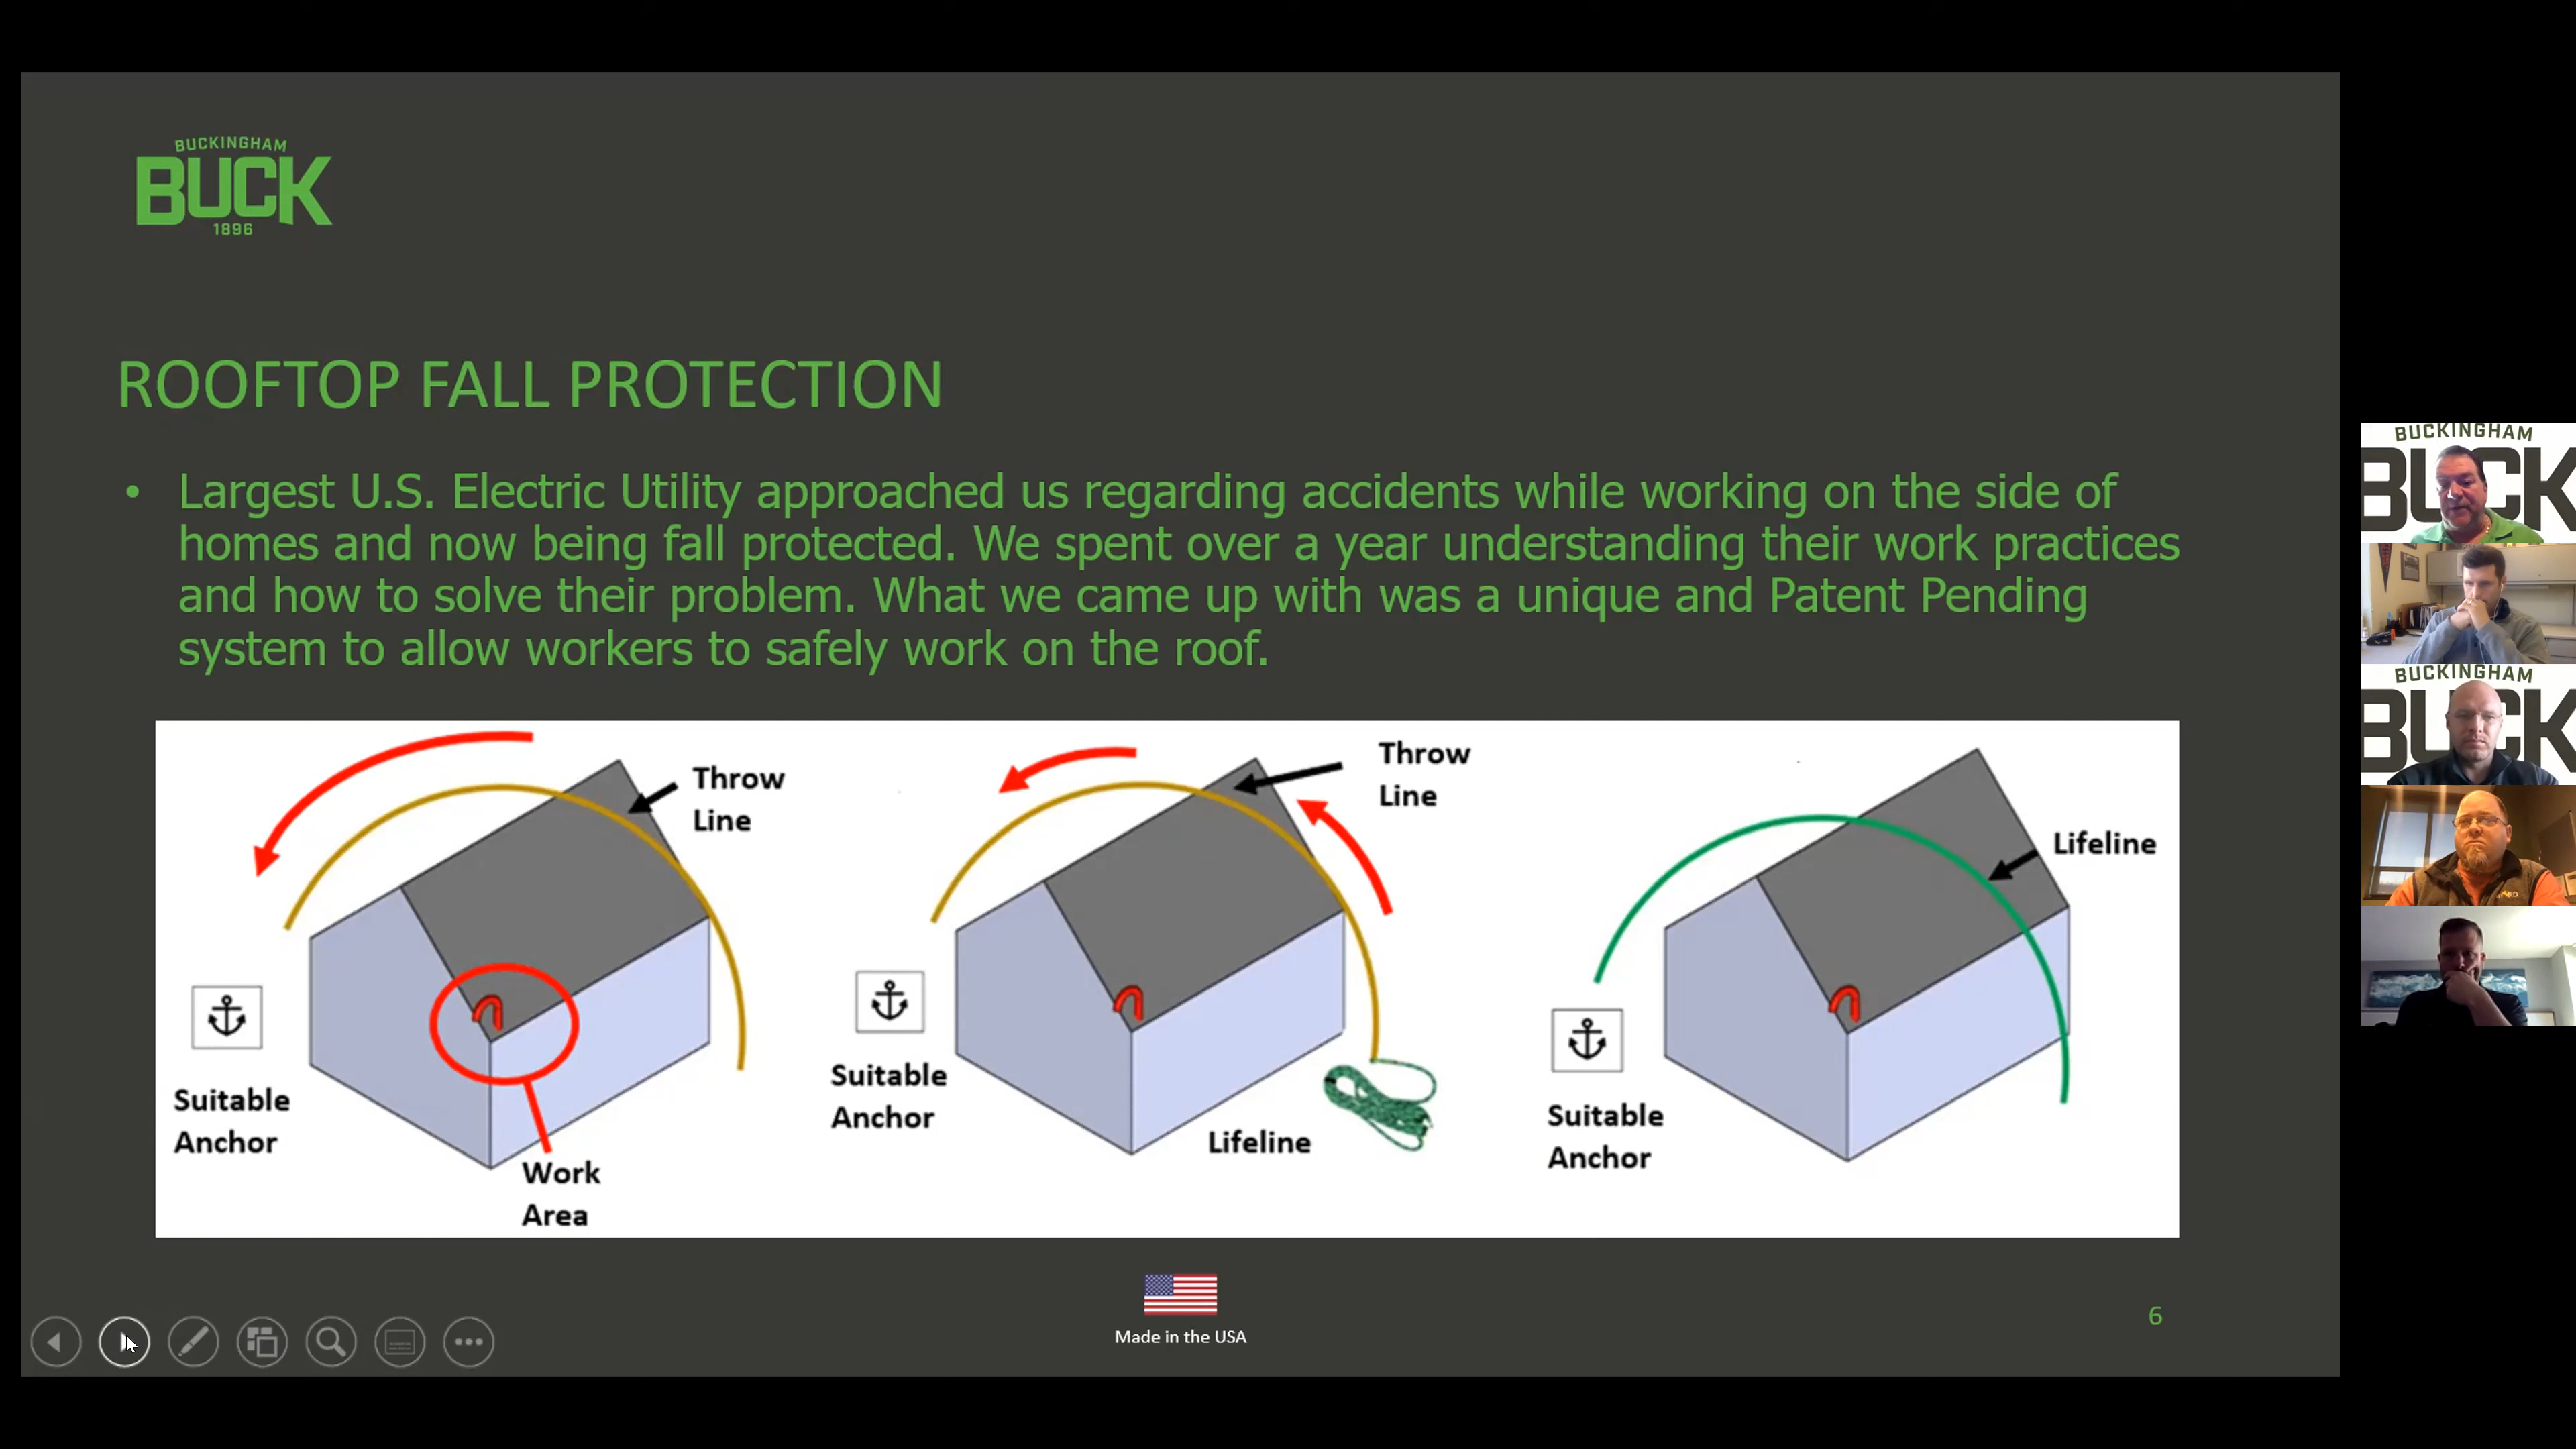 BUCKINGHAM
BUCK
1896
ROOFTOP FALL PROTECTION
• Largest U.S. Electric Utility approached us regarding accidents while working on the side of
homes and now being fall protected. We spent over a year understanding their work practices
and how to solve their problem. What we came up with was a unique and Patent Pending
system to allow workers to safely work on the roof.
Throw
Line
Suitable
Anchor
Work
Area
Throw
Line
Suitable
Anchor
Lifeline
Lifeline
Suitable
Anchor
Made in the USA
6
BUCKINGHAM
BUCK
BUCKINGHAM
BUCK